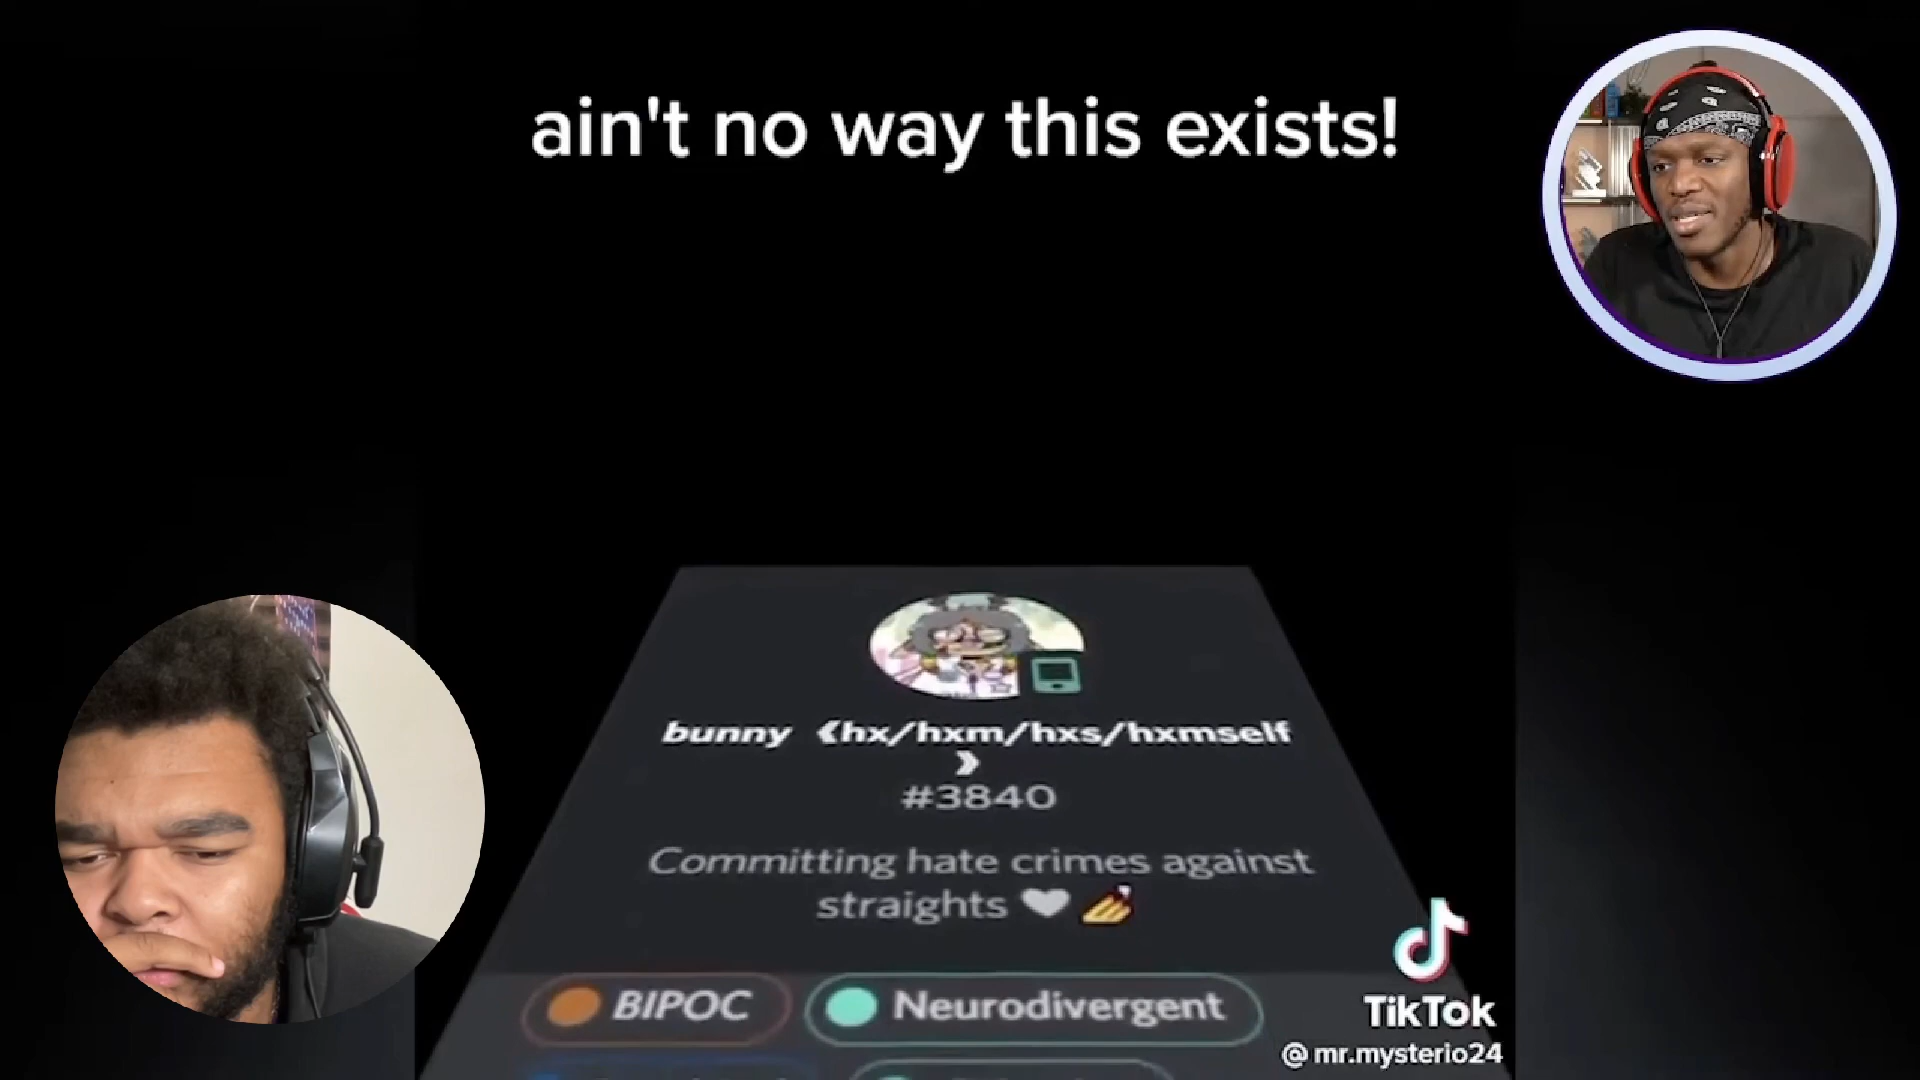 ain't no way this exists!
bunny 《hx/hxm/hxs/hxmself
》
#3840
Committing hate crimes against
straights 🤍 💅
BIPOC
Neurodivergent
TikTok
@mr.mysterio24